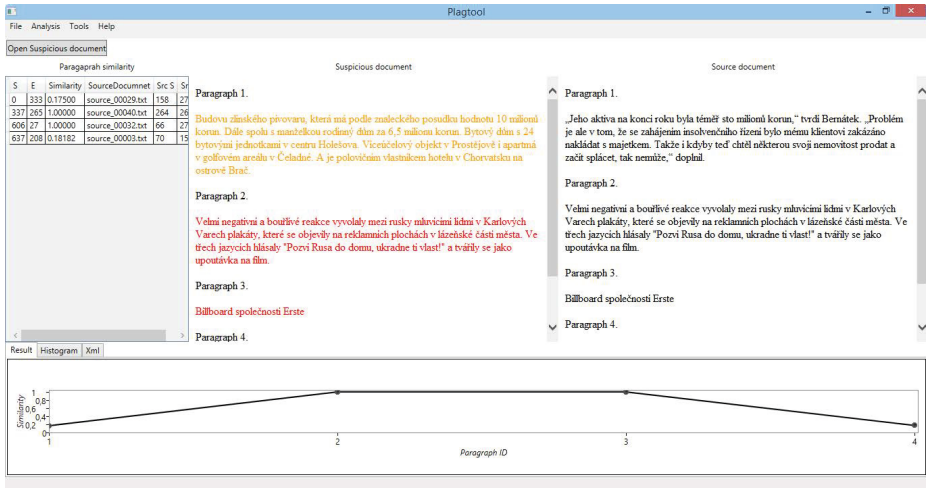 Plagtool
File Analysis Tools Help
Open Suspicious document
Paragaprah similarity
S E Similarity SourceDocumnet Src S Sr
0 333 0.17500 source_00029.txt 158 27
337 265 1.00000 source_00040.txt 264 26
606 27 1.00000 source_00032.txt 66 27
637 208 0.18182 source_00003.txt 70 15
Suspicious document
Paragraph 1.
Budovu zlínského pivovaru, která má podle znaleckého posudku hodnotu 10 milionů
korun. Dále spolu s manželkou rodinný dům za 6,5 milionu korun. Bytový dům s 24
bytovými jednotkami v centru Holešova. Víceúčelový objekt v Prostějově i apartmá
v golfovém areálu v Čeladné. A je polovičním vlastníkem hotelu v Chorvatsku na
ostrově Brač.
Paragraph 2.
Velmi negativní a bouřlivé reakce vyvolaly mezi rusky mluvícími lidmi v Karlových
Varech plakáty, které se objevily na reklamních plochách v lázeňské části města. Ve
třech jazycích hlásaly "Pozvi Rusa do domu, ukradne ti vlast!" a tvářily se jako
upoutávka na film.
Paragraph 3.
Billboard společnosti Erste
Paragraph 4.
Source document
Paragraph 1.
„Jeho aktiva na konci roku byla téměř sto milionů korun,“ tvrdí Bernátek. „Problém
je ale v tom, že se zahájením insolvenčního řízení bylo mému klientovi zakázáno
nakládat s majetkem. Takže i kdyby teď chtěl některou svoji nemovitost prodat a
začít splácet, tak nemůže,“ doplnil.
Paragraph 2.
Velmi negativní a bouřlivé reakce vyvolaly mezi rusky mluvícími lidmi v Karlových
Varech plakáty, které se objevily na reklamních plochách v lázeňské části města. Ve
třech jazycích hlásaly "Pozvi Rusa do domu, ukradne ti vlast!" a tvářily se jako
upoutávka na film.
Paragraph 3.
Billboard společnosti Erste
Paragraph 4.
Result Histogram Xml
Similarity
1
0,8
0,6
0,4
0,2
0
1 2 3 4
Paragraph ID